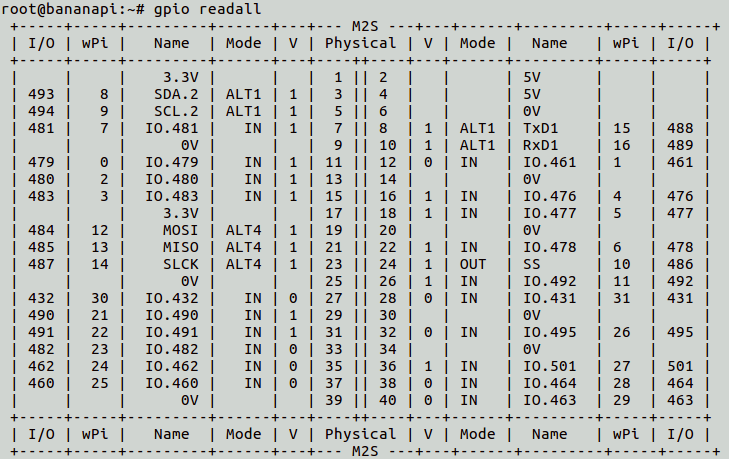 root@bananapi:~# gpio readall
+-----+-----+---------+------+---+--- M2S ---+---+------+---------+-----+-----+
| I/O | wPi |   Name  | Mode | V | Physical | V | Mode |  Name   | wPi | I/O |
+-----+-----+---------+------+---+----++----+---+------+---------+-----+-----+
|     |     |    3.3V |      |   |  1 || 2  |   |      | 5V      |     |     |
| 493 |   8 |   SDA.2 | ALT1 | 1 |  3 || 4  |   |      | 5V      |     |     |
| 494 |   9 |   SCL.2 | ALT1 | 1 |  5 || 6  |   |      | 0V      |     |     |
| 481 |   7 |  IO.481 |   IN | 1 |  7 || 8  | 1 | ALT1 | TxD1    | 15  | 488 |
|     |     |      0V |      |   |  9 || 10 | 1 | ALT1 | RxD1    | 16  | 489 |
| 479 |   0 |  IO.479 |   IN | 1 | 11 || 12 | 0 | IN   | IO.461  | 1   | 461 |
| 480 |   2 |  IO.480 |   IN | 1 | 13 || 14 |   |      | 0V      |     |     |
| 483 |   3 |  IO.483 |   IN | 1 | 15 || 16 | 1 | IN   | IO.476  | 4   | 476 |
|     |     |    3.3V |      |   | 17 || 18 | 1 | IN   | IO.477  | 5   | 477 |
| 484 |  12 |    MOSI | ALT4 | 1 | 19 || 20 |   |      | 0V      |     |     |
| 485 |  13 |    MISO | ALT4 | 1 | 21 || 22 | 1 | IN   | IO.478  | 6   | 478 |
| 487 |  14 |    SLCK | ALT4 | 1 | 23 || 24 | 1 | OUT  | SS      | 10  | 486 |
|     |     |      0V |      |   | 25 || 26 | 1 | IN   | IO.492  | 11  | 492 |
| 432 |  30 |  IO.432 |   IN | 0 | 27 || 28 | 0 | IN   | IO.431  | 31  | 431 |
| 490 |  21 |  IO.490 |   IN | 1 | 29 || 30 |   |      | 0V      |     |     |
| 491 |  22 |  IO.491 |   IN | 1 | 31 || 32 | 0 | IN   | IO.495  | 26  | 495 |
| 482 |  23 |  IO.482 |   IN | 0 | 33 || 34 |   |      | 0V      |     |     |
| 462 |  24 |  IO.462 |   IN | 0 | 35 || 36 | 1 | IN   | IO.501  | 27  | 501 |
| 460 |  25 |  IO.460 |   IN | 0 | 37 || 38 | 0 | IN   | IO.464  | 28  | 464 |
|     |     |      0V |      |   | 39 || 40 | 0 | IN   | IO.463  | 29  | 463 |
+-----+-----+---------+------+---+----++----+---+------+---------+-----+-----+
| I/O | wPi |   Name  | Mode | V | Physical | V | Mode |  Name   | wPi | I/O |
+-----+-----+---------+------+---+--- M2S ---+---+------+---------+-----+-----+